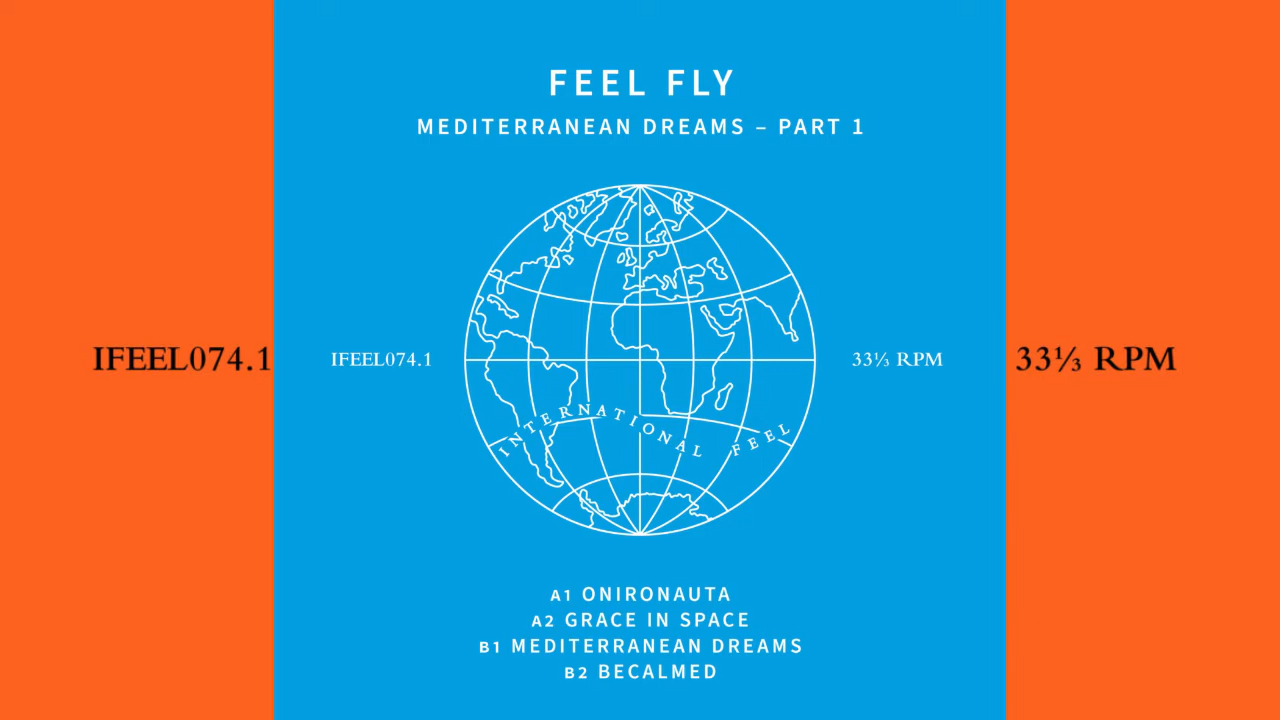 FEEL FLY
MEDITERRANEAN DREAMS – PART 1
IFEEL074.1
IFEEL074.1
33⅓ RPM
33⅓ RPM
INTERNATIONAL FEEL
A1 ONIRONAUTA
A2 GRACE IN SPACE
B1 MEDITERRANEAN DREAMS
B2 BECALMED